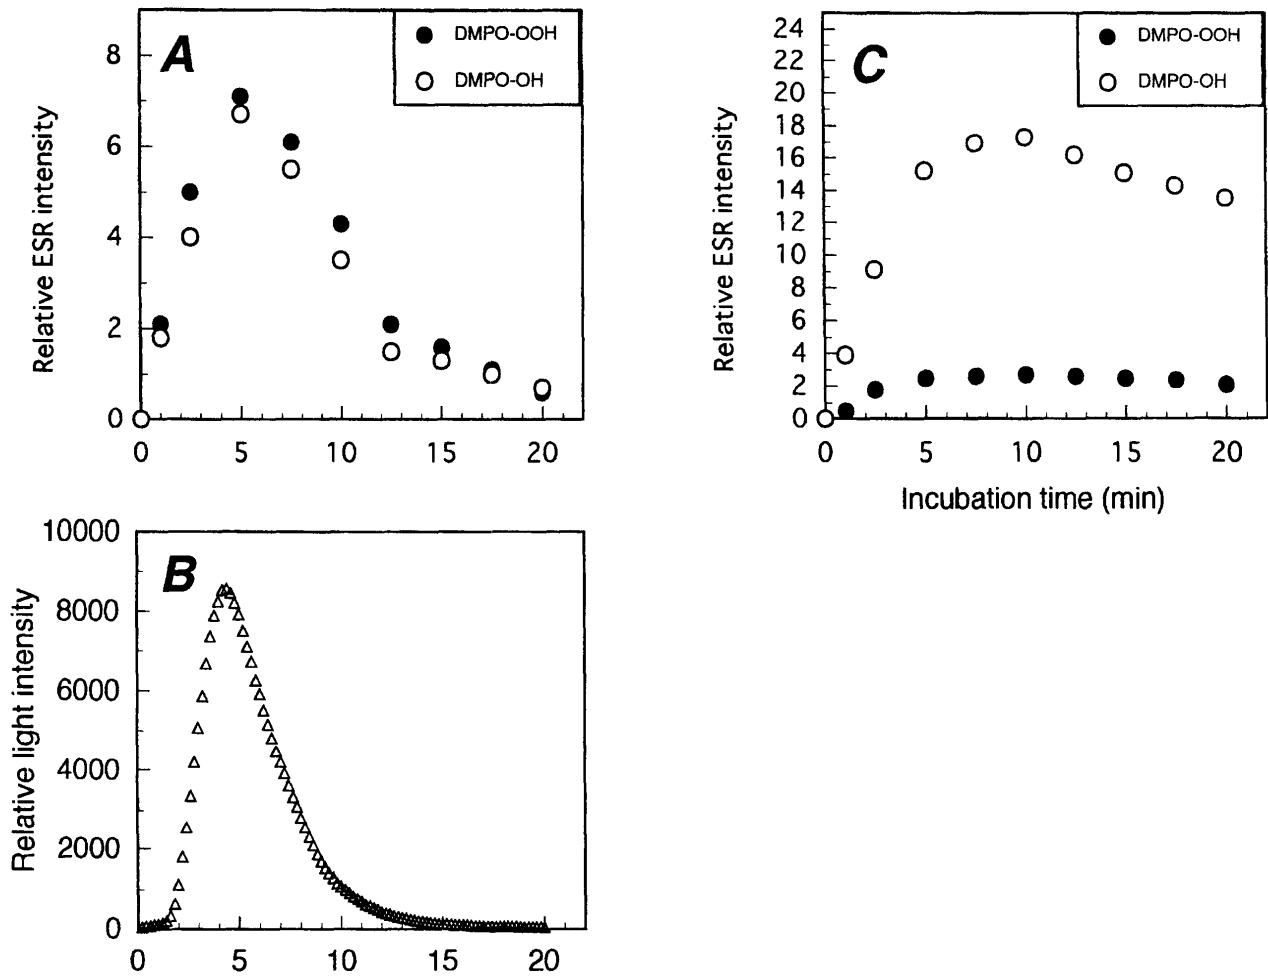 A
DMPO-OOH
DMPO-OH
Relative ESR intensity
8
6
4
2
0
0 5 10 15 20
C
DMPO-OOH
DMPO-OH
Relative ESR intensity
24
22
20
18
16
14
12
10
8
6
4
2
0
0 5 10 15 20
Incubation time (min)
B
Relative light intensity
10000
8000
6000
4000
2000
0
0 5 10 15 20